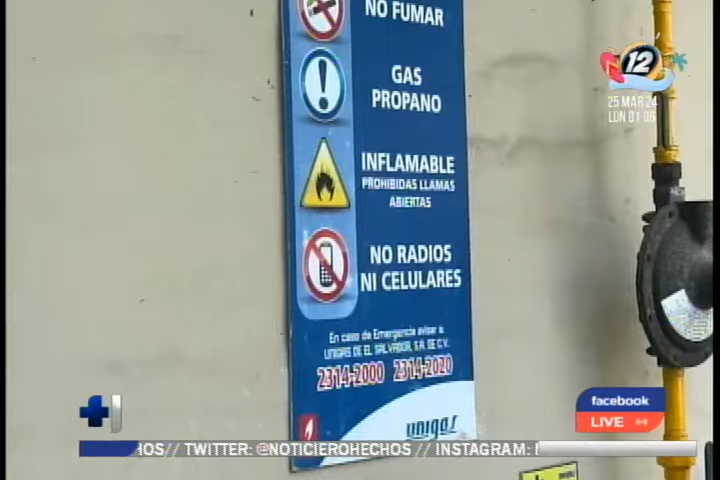 NO FUMAR
GAS
PROPANO
INFLAMABLE
PROHIBIDAS LLAMAS
ABIERTAS
NO RADIOS
NI CELULARES
En caso de Emergencia avisar a:
UNIGAS DE EL SALVADOR, S.A. DE C.V.
2314-2000 2314-2020
unigas
12
25 MAR 24
LUN 01:06
facebook
LIVE
IOS// TWITTER: @NOTICIEROHECHOS // INSTAGRAM: